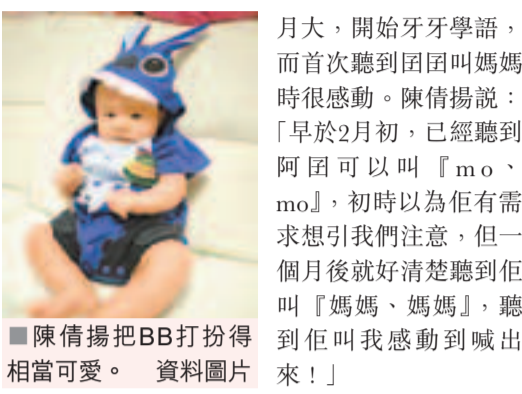 月大，開始牙牙學語，
而首次聽到囝囝叫媽媽
時很感動。陳倩揚説：
「早於2月初，已經聽到
阿囝可以叫『mo、
mo』，初時以為佢有需
求想引我們注意，但一
個月後就好清楚聽到佢
叫『媽媽、媽媽』，聽
到佢叫我感動到喊出
來！」
■陳倩揚把BB打扮得
相當可愛。 資料圖片